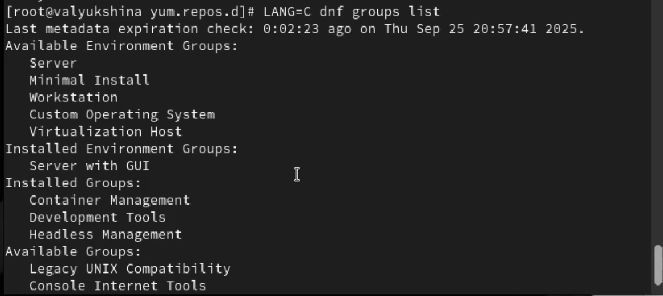 [root@valyukshina yum.repos.d]# LANG=C dnf groups list
Last metadata expiration check: 0:02:23 ago on Thu Sep 25 20:57:41 2025.
Available Environment Groups:
   Server
   Minimal Install
   Workstation
   Custom Operating System
   Virtualization Host
Installed Environment Groups:
   Server with GUI
Installed Groups:
   Container Management
   Development Tools
   Headless Management
Available Groups:
   Legacy UNIX Compatibility
   Console Internet Tools